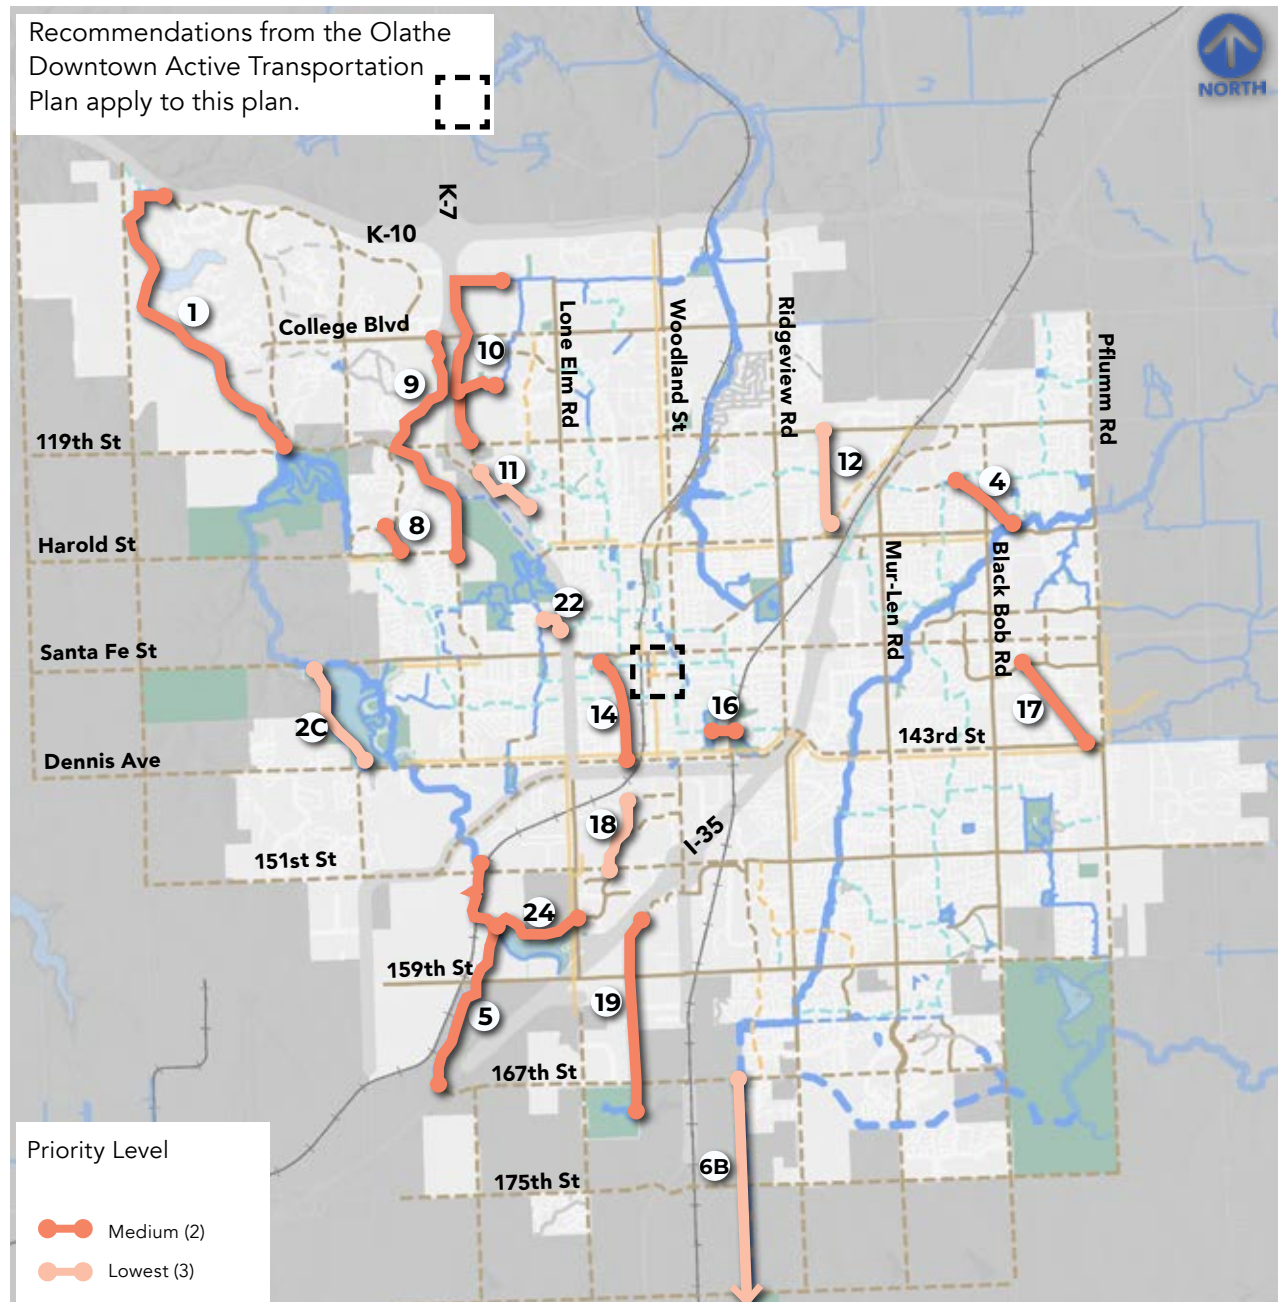 Recommendations from the Olathe
Downtown Active Transportation
Plan apply to this plan.
NORTH
K-7
K-10
1
College Blvd
10
9
Lone Elm Rd
Woodland St
Ridgeview Rd
Pflumm Rd
119th St
11
12
4
8
Harold St
Mur-Len Rd
Black Bob Rd
22
Santa Fe St
2C
14
16
17
143rd St
Dennis Ave
18
I-35
151st St
24
159th St
19
5
167th St
6B
175th St
Priority Level
Medium (2)
Lowest (3)